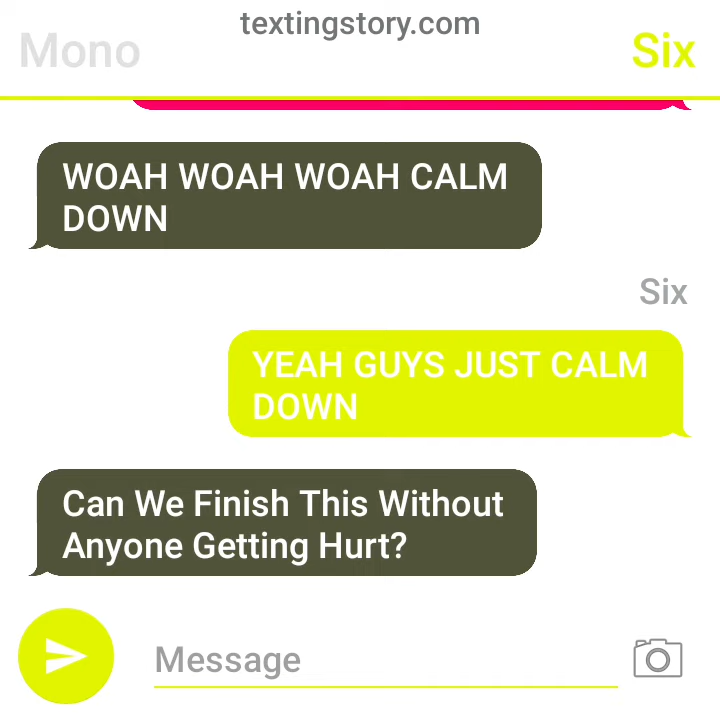 textingstory.com
Mono
Six
WOAH WOAH WOAH CALM
DOWN
Six
YEAH GUYS JUST CALM
DOWN
Can We Finish This Without
Anyone Getting Hurt?
Message